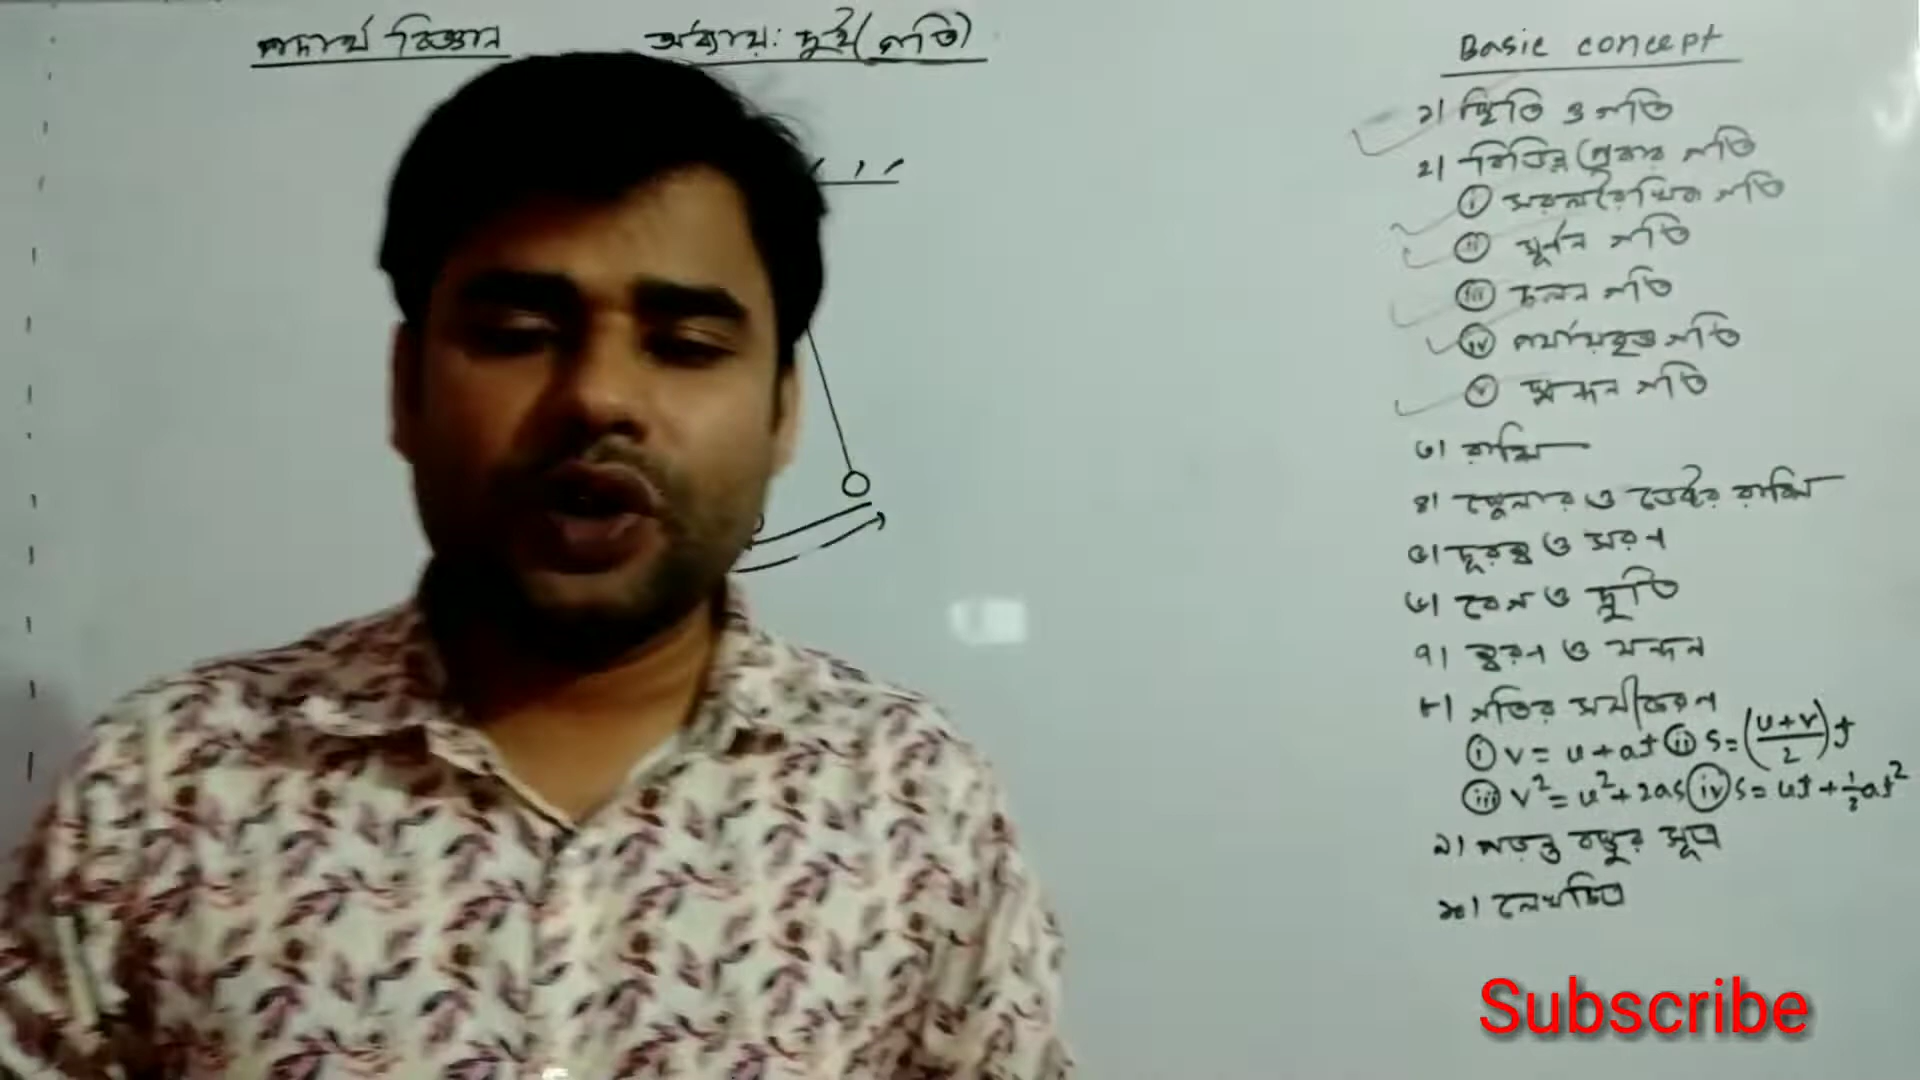 পদার্থ বিজ্ঞান অধ্যায়: দুই (গতি)
Basic concept
১। স্থিতি ও গতি
২। বিভিন্ন প্রকার গতি
i সরলরৈখিক গতি
ii ঘূর্ণন গতি
iii চলন গতি
iv পর্যায়বৃত্ত গতি
v স্পন্দন গতি
৩। রাশি
৪। স্কেলার ও ভেক্টর রাশি
৫। দূরত্ব ও সরণ
৬। বেগ ও দ্রুতি
৭। ত্বরণ ও মন্দন
৮। গতির সমীকরণ
i v = u + at ii s = (u+v/2)t
iii v² = u² + 2as iv s = ut + ½at²
৯। পড়ন্ত বস্তুর সূত্র
১০। লেখচিত্র
Subscribe